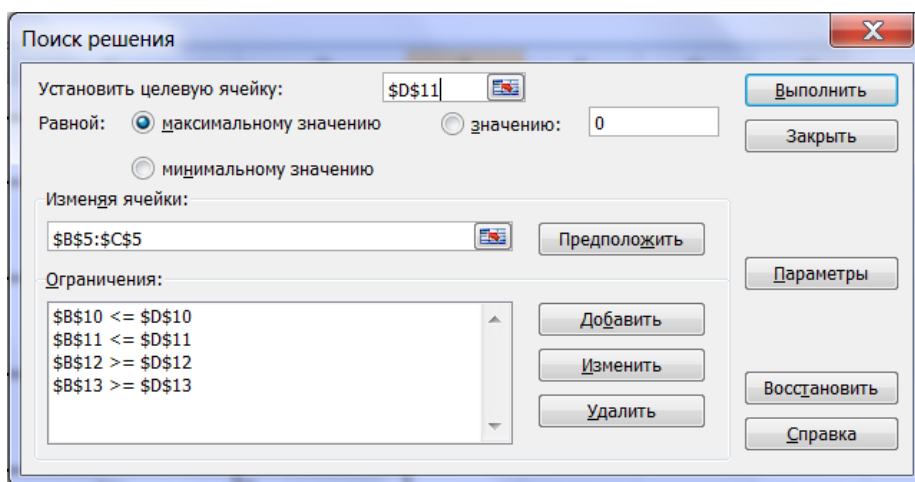 Поиск решения
Установить целевую ячейку: $D$11
Выполнить
Равной: максимальному значению значению: 0
Закрыть
минимальному значению
Изменяя ячейки:
$B$5:$C$5 Предположить
Параметры
Ограничения:
$B$10 <= $D$10
$B$11 <= $D$11
$B$12 >= $D$12
$B$13 >= $D$13
Добавить
Изменить
Удалить
Восстановить
Справка